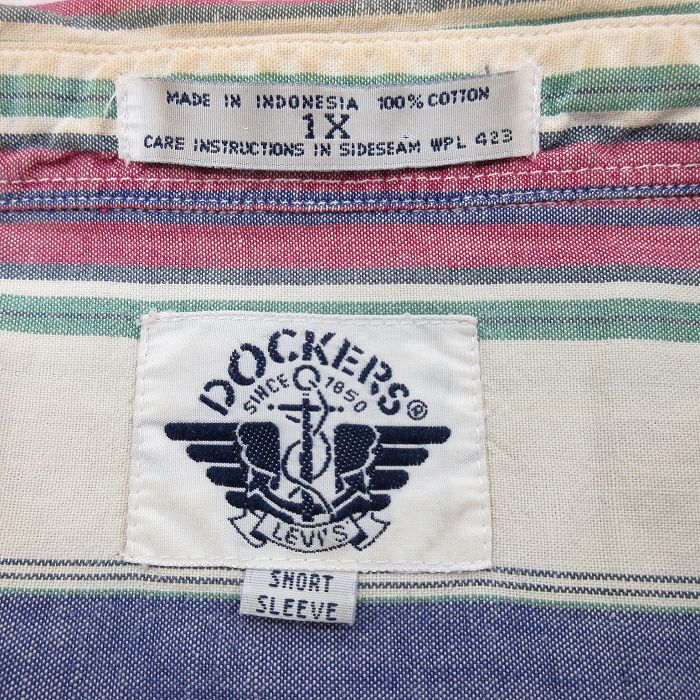 MADE IN INDONESIA 100% COTTON
1X
CARE INSTRUCTIONS IN SIDESEAM WPL 423
DOCKERS®
SINCE 1850
LEVI'S
SHORT
SLEEVE